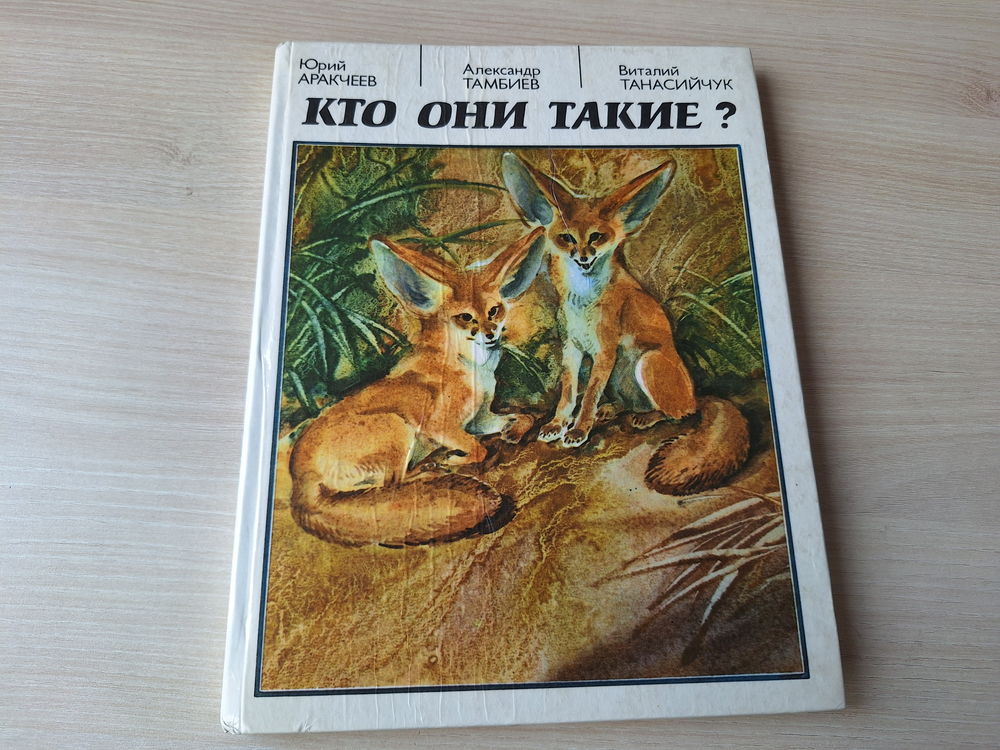 Юрий
АРАКЧЕЕВ
Александр
ТАМБИЕВ
Виталий
ТАНАСИЙЧУК
КТО ОНИ ТАКИЕ ?